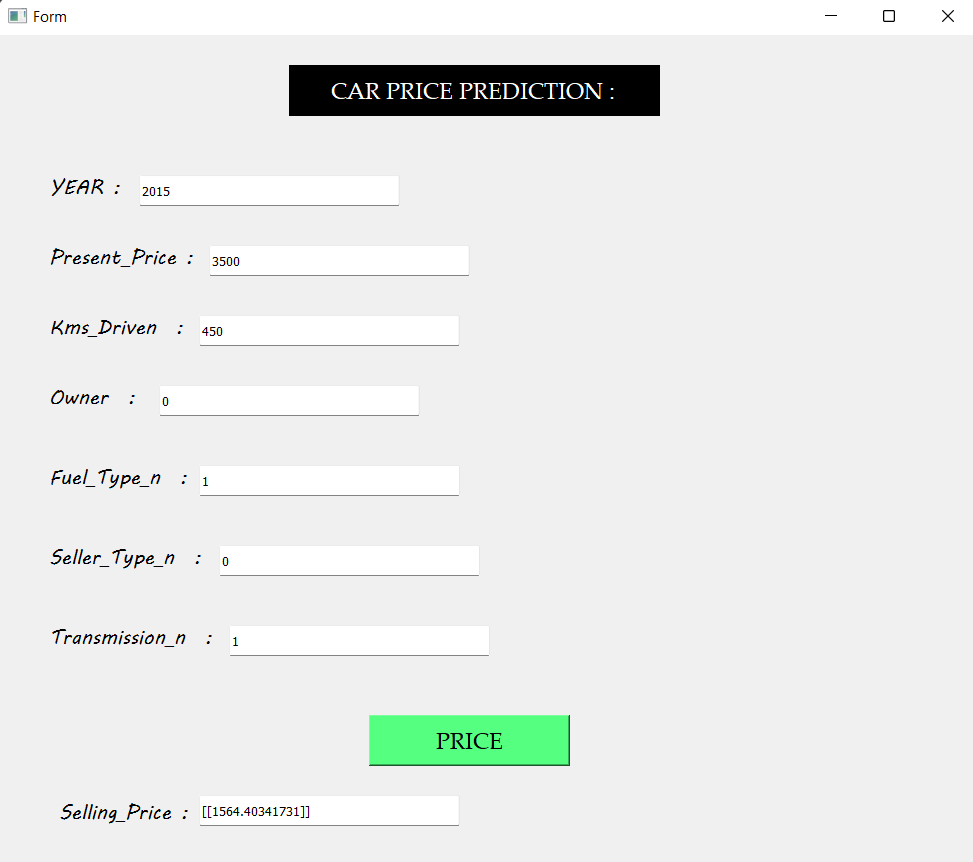 Form
CAR PRICE PREDICTION :
YEAR : 2015
Present_Price : 3500
Kms_Driven : 450
Owner : 0
Fuel_Type_n : 1
Seller_Type_n : 0
Transmission_n : 1
PRICE
Selling_Price : [[1564.40341731]]